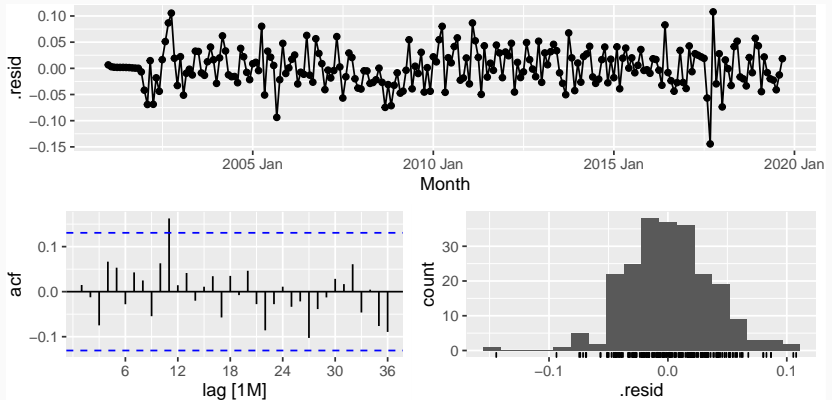 0.10
0.05
0.00
−0.05
−0.10
−0.15
.resid
2005 Jan 2010 Jan 2015 Jan 2020 Jan
Month
0.1
0.0
−0.1
acf
6 12 18 24 30 36
lag [1M]
30
20
10
0
count
−0.1 0.0 0.1
.resid